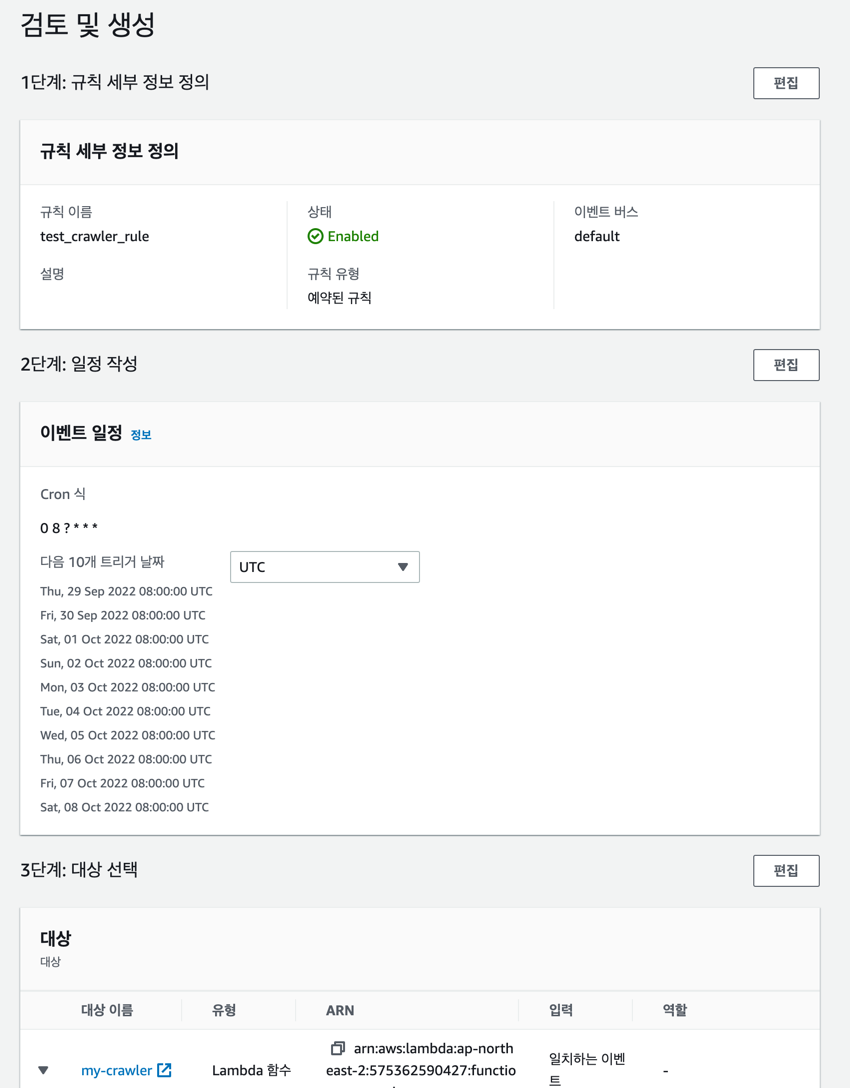 검토 및 생성
1단계: 규칙 세부 정보 정의
편집
규칙 세부 정보 정의
규칙 이름
test_crawler_rule
설명
상태
Enabled
규칙 유형
예약된 규칙
이벤트 버스
default
2단계: 일정 작성
편집
이벤트 일정 정보
Cron 식
0 8 ? * * *
다음 10개 트리거 날짜
UTC
Thu, 29 Sep 2022 08:00:00 UTC
Fri, 30 Sep 2022 08:00:00 UTC
Sat, 01 Oct 2022 08:00:00 UTC
Sun, 02 Oct 2022 08:00:00 UTC
Mon, 03 Oct 2022 08:00:00 UTC
Tue, 04 Oct 2022 08:00:00 UTC
Wed, 05 Oct 2022 08:00:00 UTC
Thu, 06 Oct 2022 08:00:00 UTC
Fri, 07 Oct 2022 08:00:00 UTC
Sat, 08 Oct 2022 08:00:00 UTC
3단계: 대상 선택
편집
대상
대상
대상 이름 유형 ARN 입력 역할
my-crawler
Lambda 함수
arn:aws:lambda:ap-north
east-2:575362590427:functio
일치하는 이벤
트
-